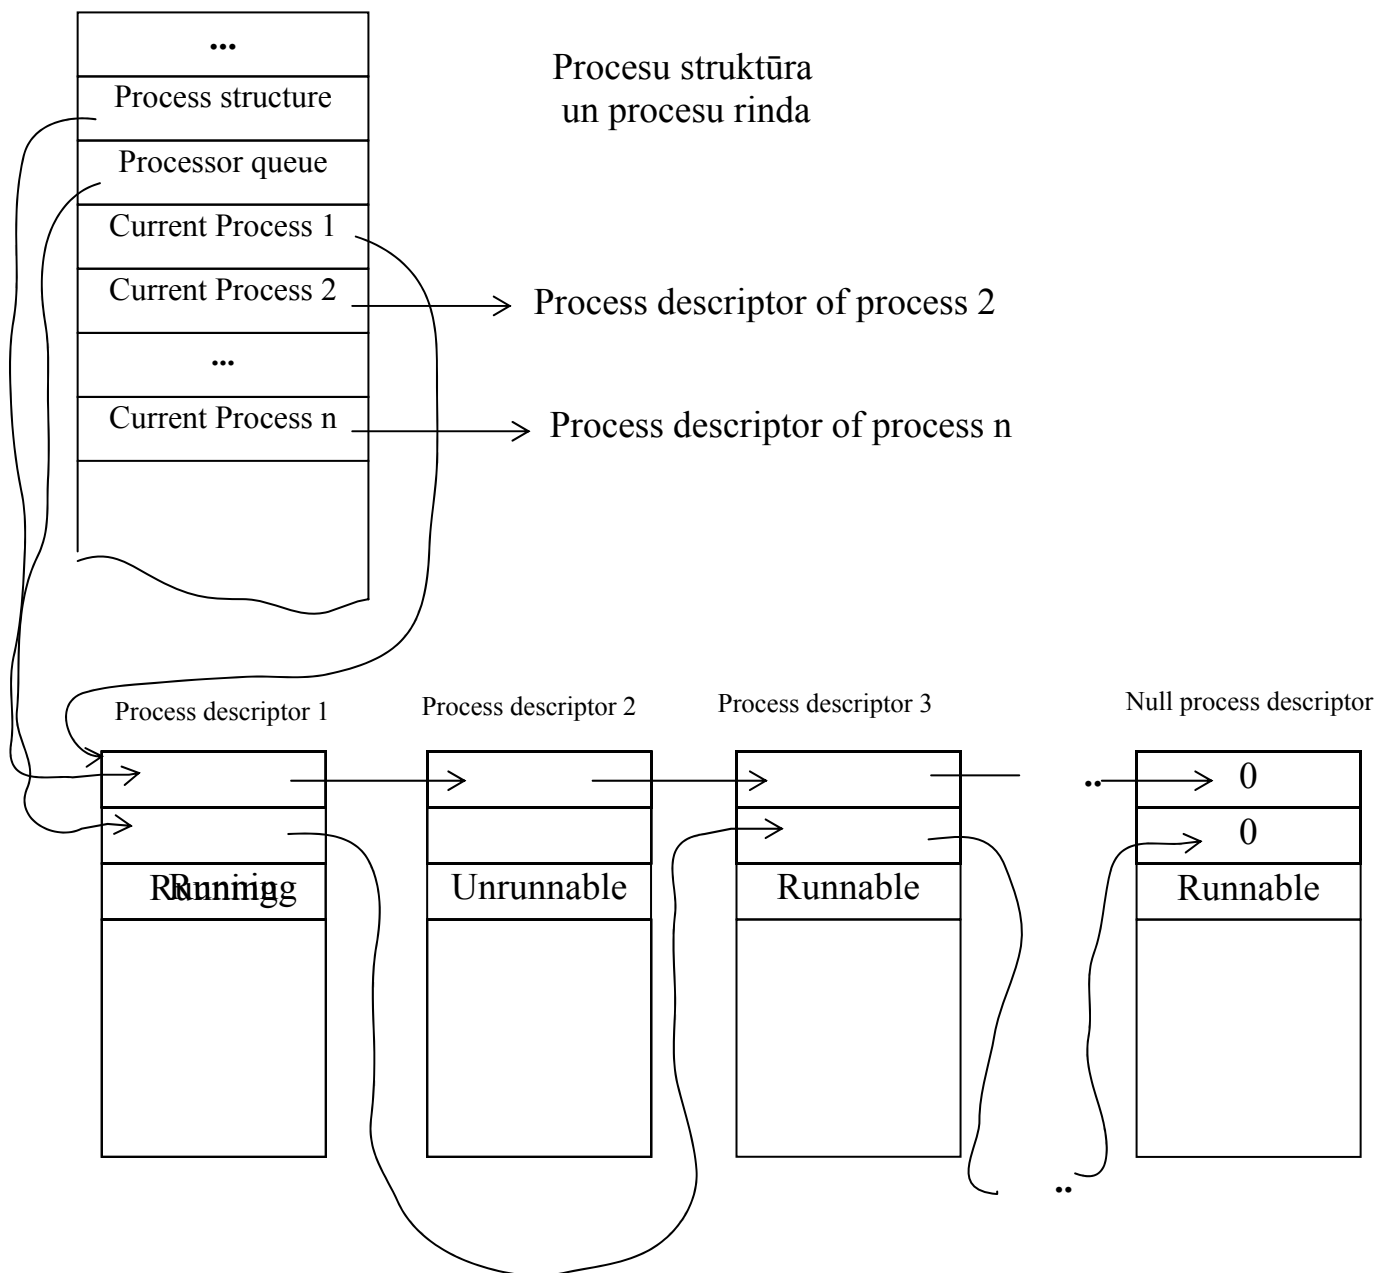 ...
Process structure
Processor queue
Current Process 1
Current Process 2
...
Current Process n
Procesu struktūra
un procesu rinda
Process descriptor of process 2
Process descriptor of process n
Process descriptor 1
Process descriptor 2
Process descriptor 3
Null process descriptor
..
0
0
Running
Running
Unrunnable
Runnable
Runnable
..